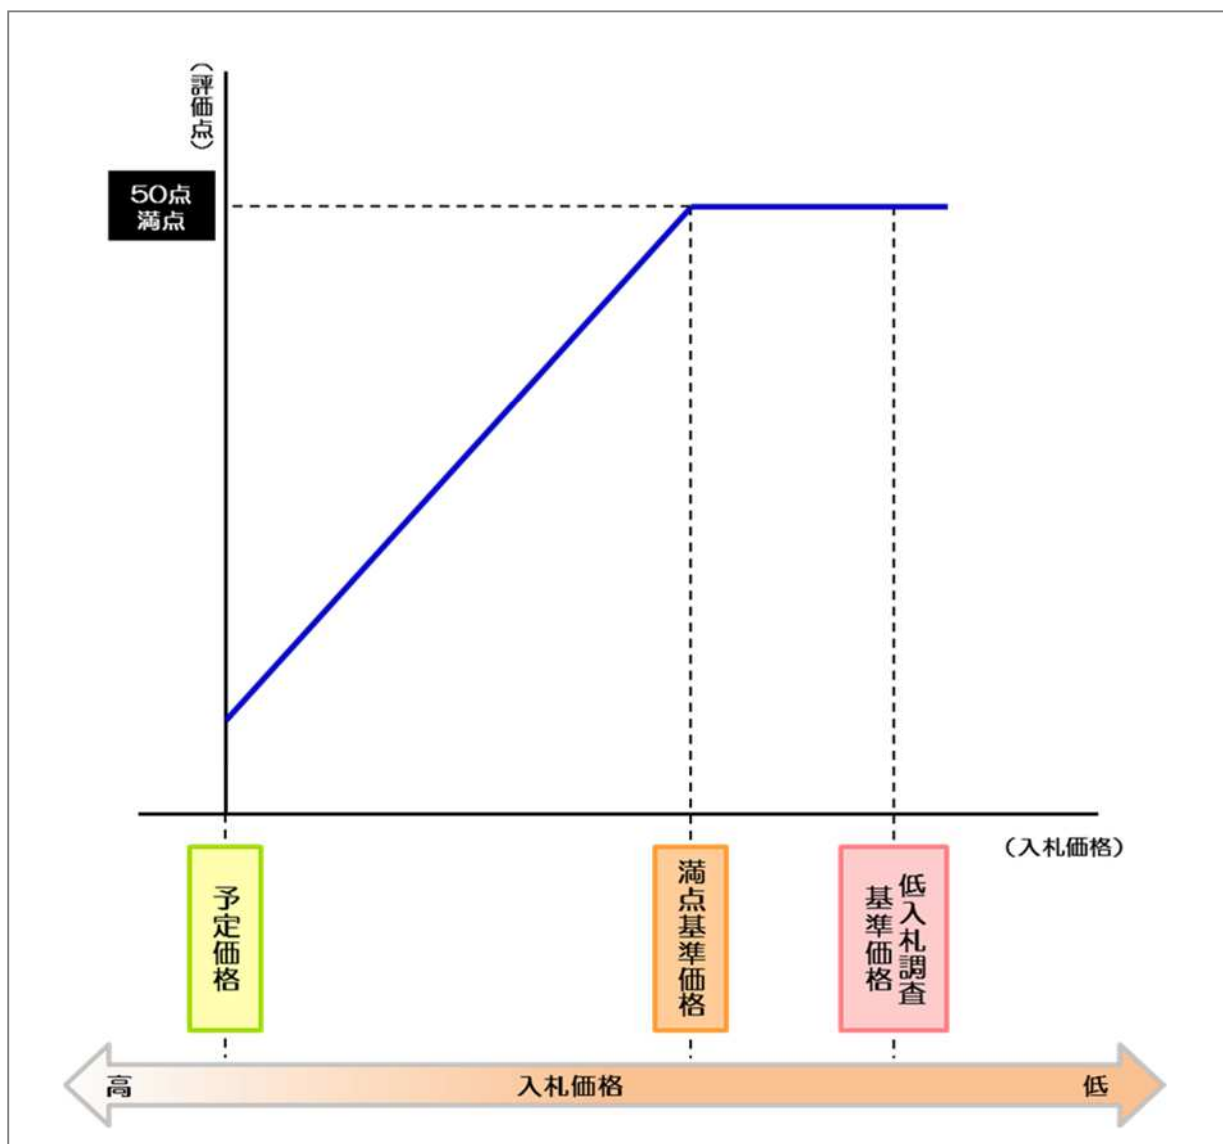 （評価点）
50点
満点
（入札価格）
予定価格
満点基準価格
低入札調査
基準価格
高
入札価格
低